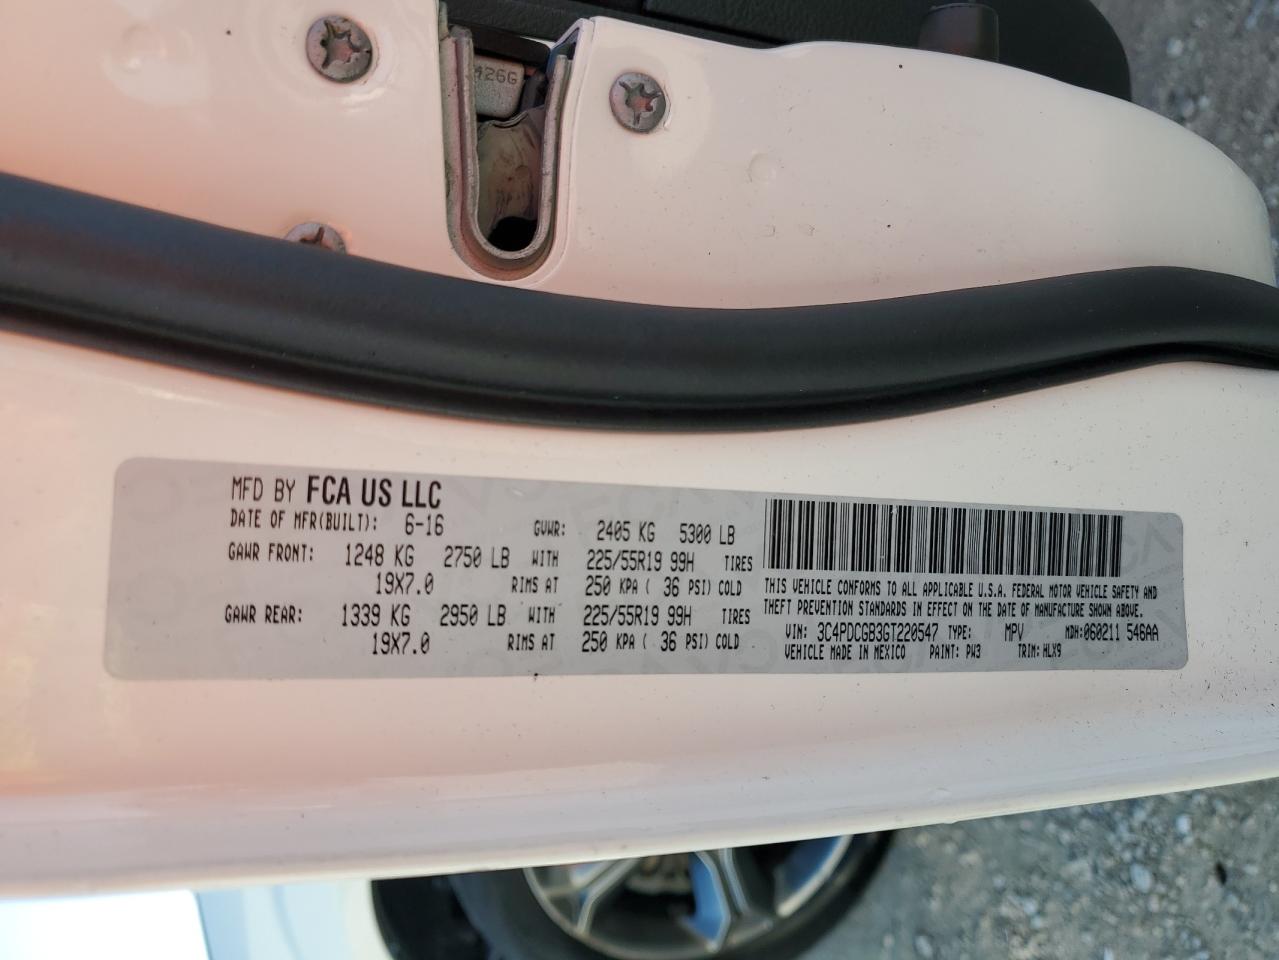 426G
MFD BY FCA US LLC
DATE OF MFR(BUILT): 6-16 GVWR: 2405 KG 5300 LB
GAWR FRONT: 1248 KG 2750 LB WITH 225/55R19 99H TIRES
19X7.0 RIMS AT 250 KPA ( 36 PSI) COLD
GAWR REAR: 1339 KG 2950 LB WITH 225/55R19 99H TIRES
19X7.0 RIMS AT 250 KPA ( 36 PSI) COLD
THIS VEHICLE CONFORMS TO ALL APPLICABLE U.S.A. FEDERAL MOTOR VEHICLE SAFETY AND
THEFT PREVENTION STANDARDS IN EFFECT ON THE DATE OF MANUFACTURE SHOWN ABOVE.
VIN: 3C4PDCGB3GT220547 TYPE: MPV MDH: 060211 546AA
VEHICLE MADE IN MEXICO PAINT: PW3 TRIM: HLX9